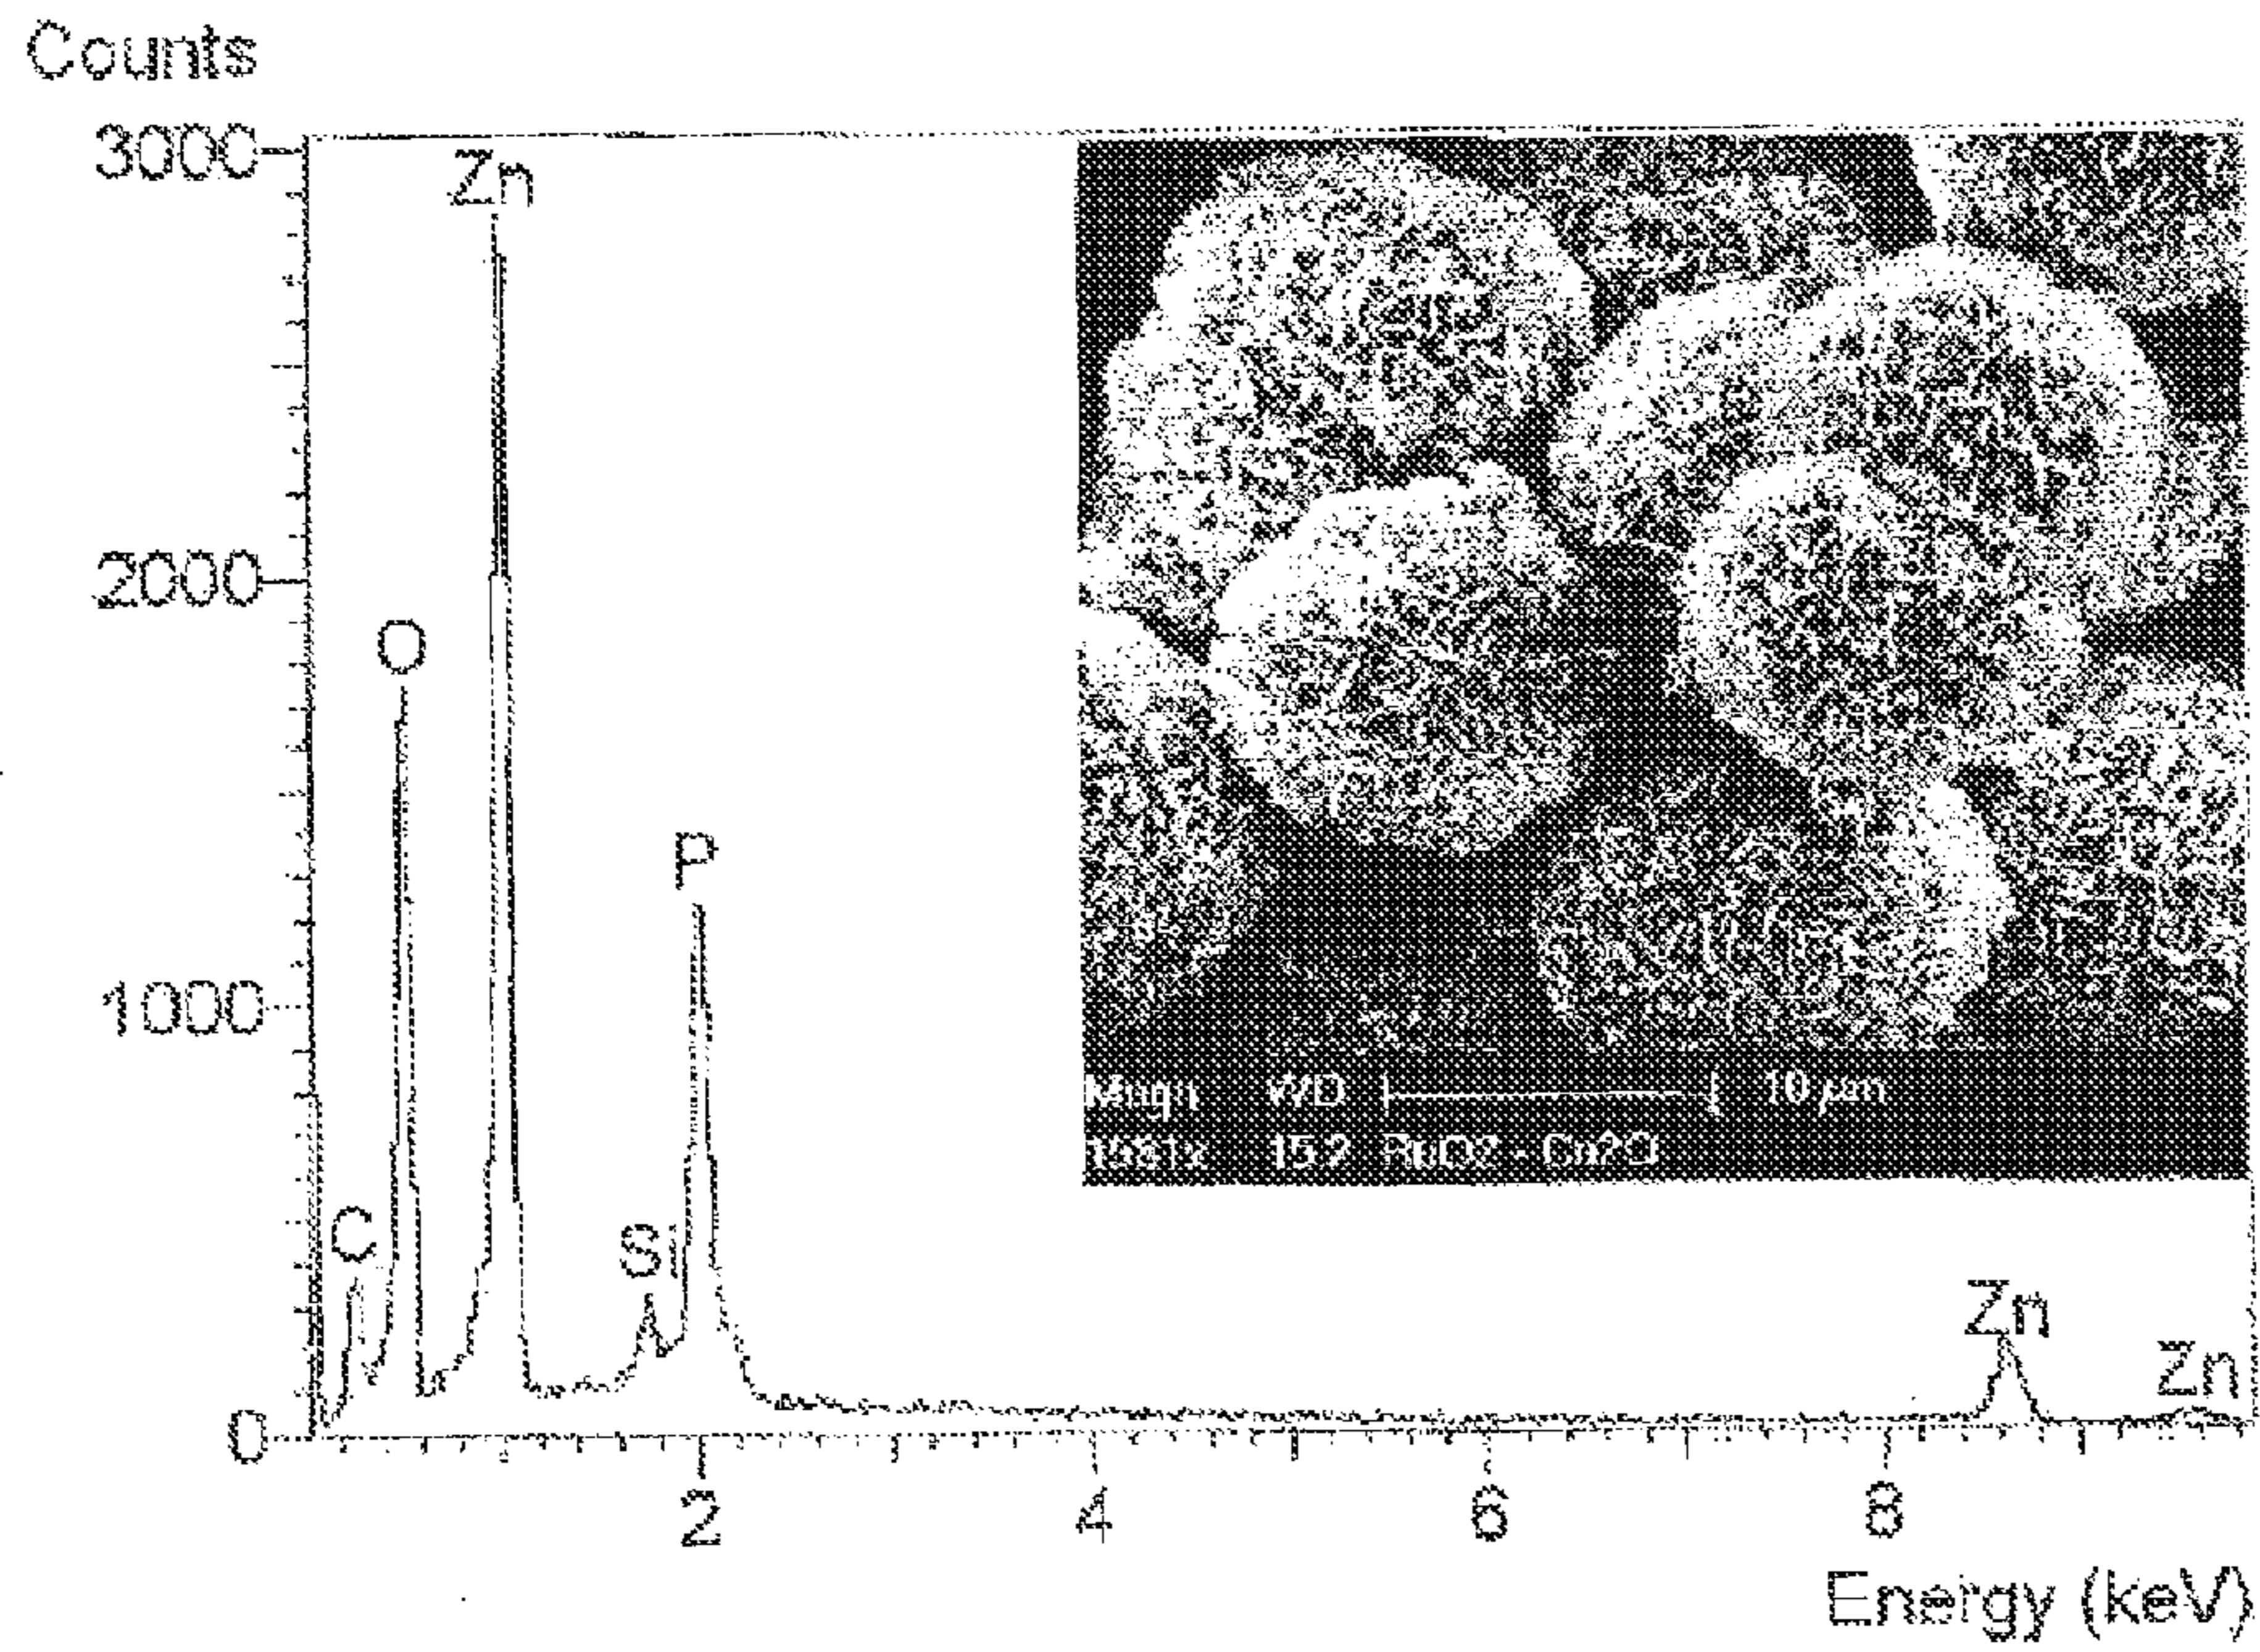 Counts
3000
Zn
2000
O
P
1000
C
Si
Zn
Zn
0
2
4
6
8
Energy (keV)
Magn WD 10 µm
15.2 RuO2 -